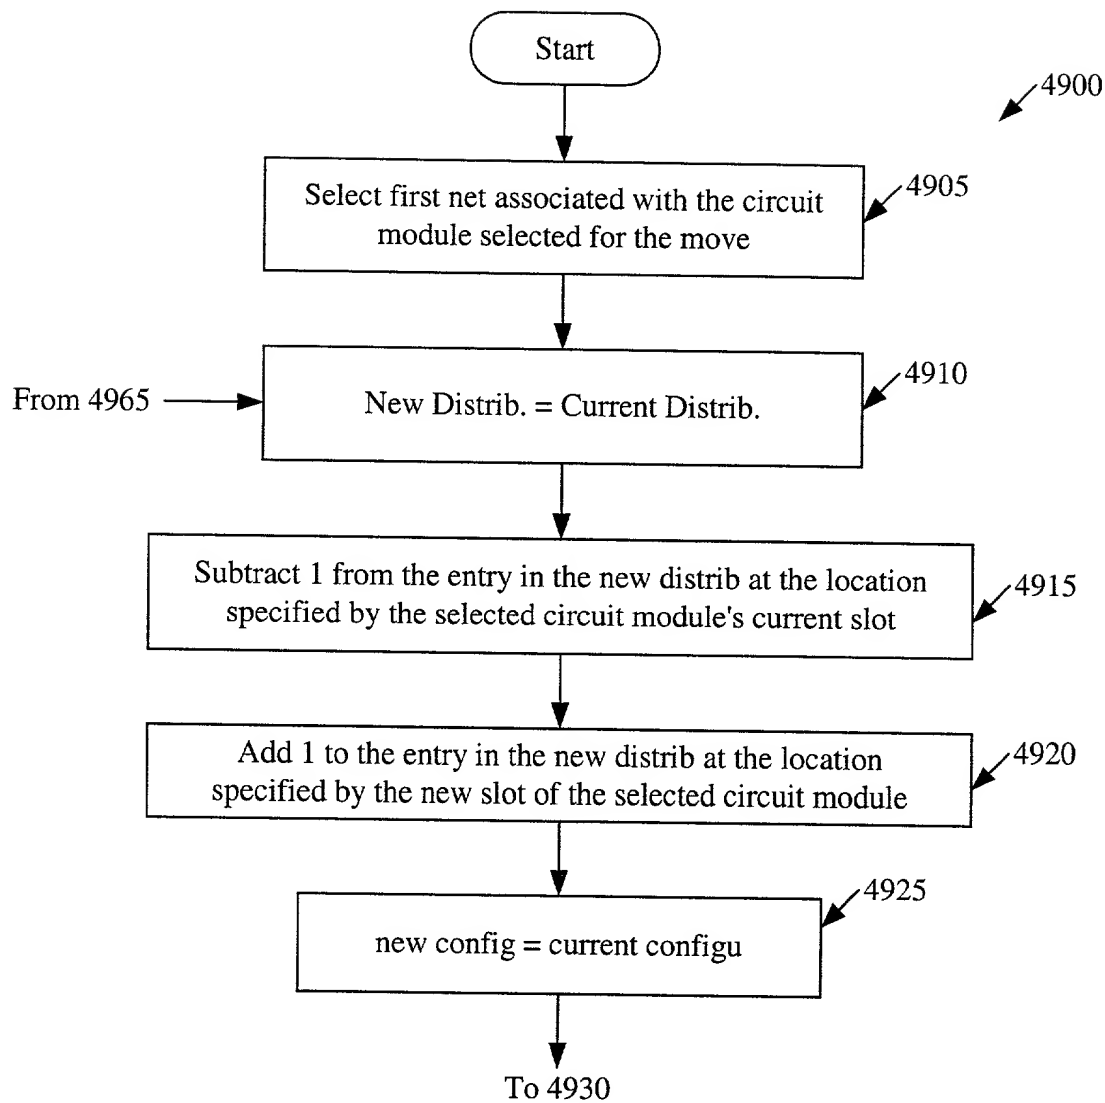 Start
4900
Select first net associated with the circuit
module selected for the move
4905
From 4965
New Distrib. = Current Distrib.
4910
Subtract 1 from the entry in the new distrib at the location
specified by the selected circuit module's current slot
4915
Add 1 to the entry in the new distrib at the location
specified by the new slot of the selected circuit module
4920
new config = current configu
4925
To 4930